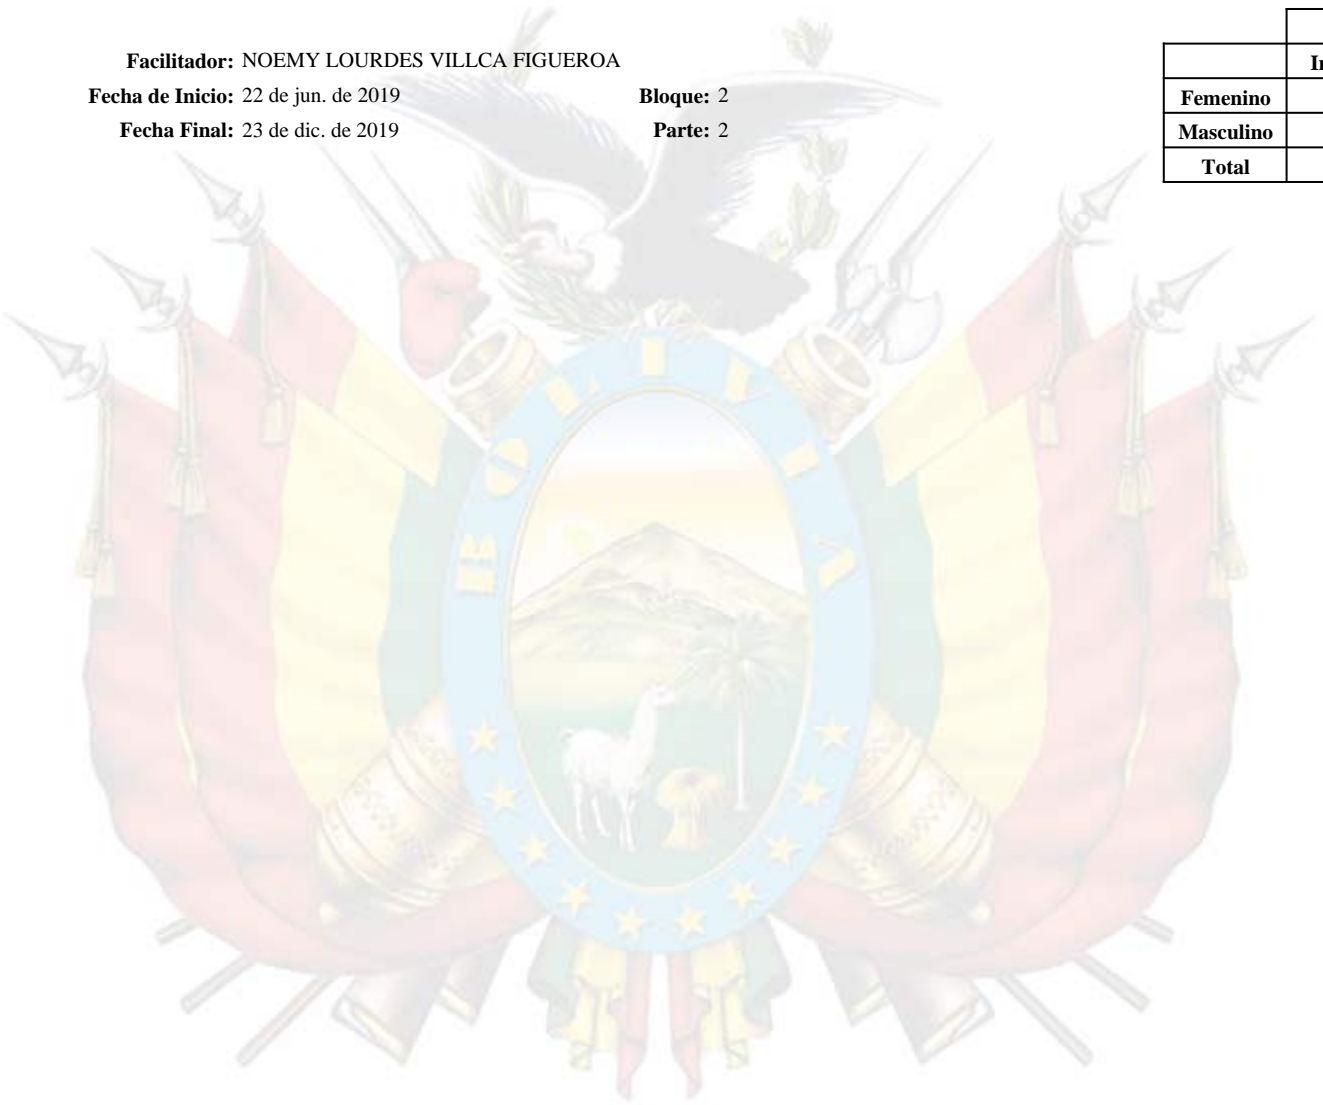 Facilitador: NOEMY LOURDES VILLCA FIGUEROA
Fecha de Inicio: 22 de jun. de 2019 Bloque: 2
Fecha Final: 23 de dic. de 2019 Parte: 2
Femenino
Masculino
Total
BOLIVIA